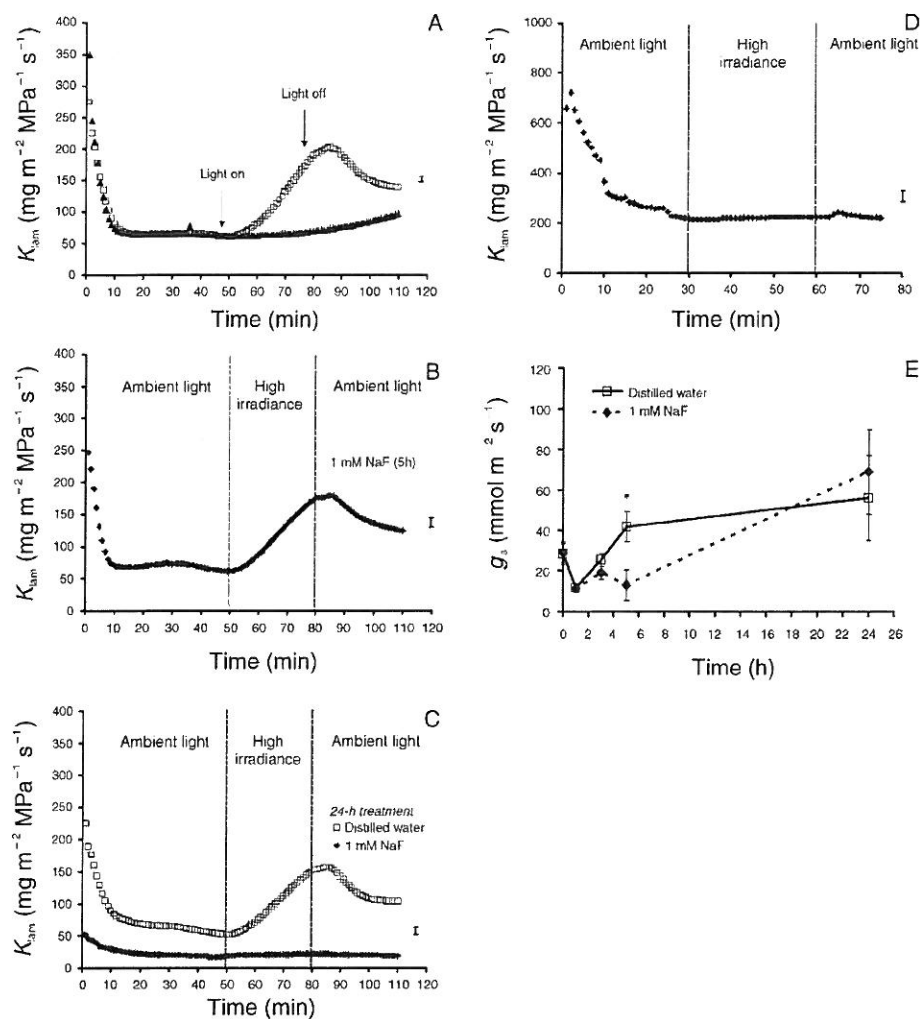 A
K_lam (mg m⁻² MPa⁻¹ s⁻¹)
400
350
300
250
200
150
100
50
0
Light off
Light on
0 10 20 30 40 50 60 70 80 90 100 110 120
Time (min)
B
K_lam (mg m⁻² MPa⁻¹ s⁻¹)
400
350
300
250
200
150
100
50
0
Ambient light High irradiance Ambient light
1 mM NaF (5h)
0 10 20 30 40 50 60 70 80 90 100 110 120
Time (min)
C
K_lam (mg m⁻² MPa⁻¹ s⁻¹)
400
350
300
250
200
150
100
50
0
Ambient light High irradiance Ambient light
24-h treatment
Distilled water
1 mM NaF
0 10 20 30 40 50 60 70 80 90 100 110 120
Time (min)
D
K_lam (mg m⁻² MPa⁻¹ s⁻¹)
1000
800
600
400
200
0
Ambient light High irradiance Ambient light
0 10 20 30 40 50 60 70 80
Time (min)
E
(mmol m⁻² s⁻¹)
120
100
80
60
40
20
0
Distilled water
1 mM NaF
*
0 2 4 6 8 10 12 14 16 18 20 22 24 26
Time (h)